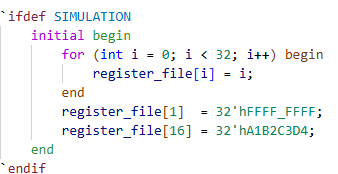 `ifdef SIMULATION
    initial begin
        for (int i = 0; i < 32; i++) begin
            register_file[i] = i;
        end
        register_file[1]  = 32'hFFFF_FFFF;
        register_file[16] = 32'hA1B2C3D4;
    end
`endif